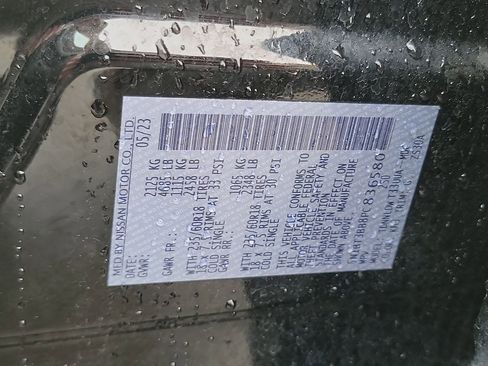 MFD BY NISSAN MOTOR CO., LTD.
DATE: 05/23
GVWR: 2125 KG
4685 LB
GAWR FR.: 1115 KG
2458 LB
WITH 235/60R18 TIRES
18 X 7.5 RIMS AT 33 PSI
COLD SINGLE
GAWR RR.: 1065 KG
2348 LB
WITH 235/60R18 TIRES
18 X 7.5 RIMS AT 30 PSI
COLD SINGLE
THIS VEHICLE CONFORMS TO
ALL APPLICABLE FEDERAL
MOTOR VEHICLE SAFETY AND
THEFT PREVENTION
STANDARDS IN EFFECT ON
THE DATE OF MANUFACTURE
SHOWN ABOVE.
836580
MPV
TRIM: G